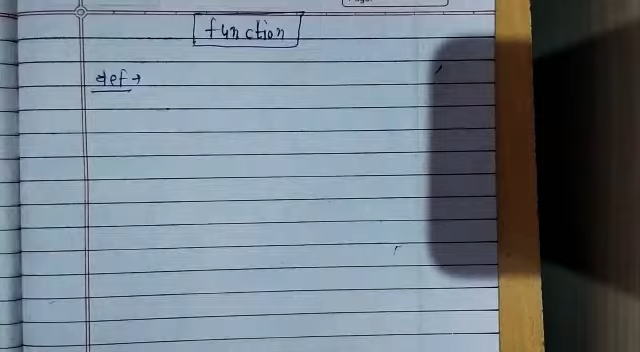 function
def →